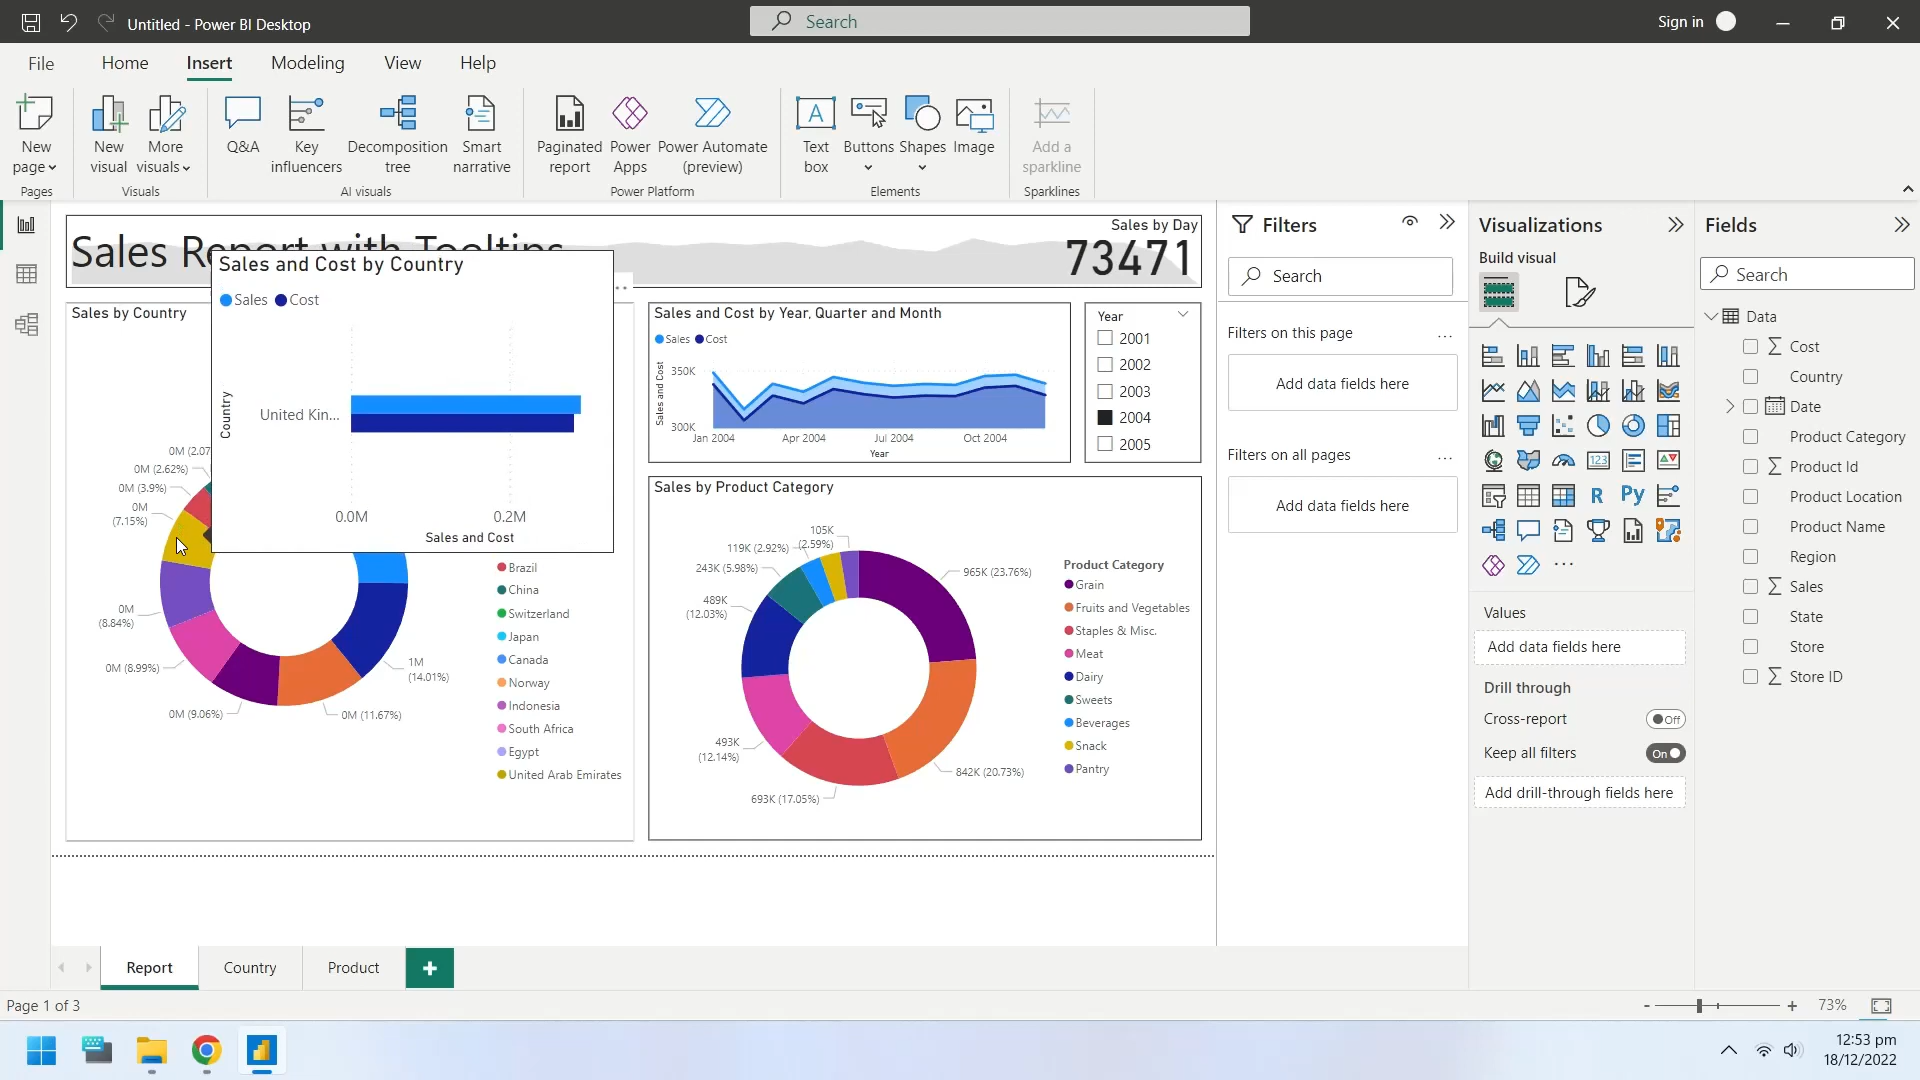 Untitled - Power BI Desktop
Search
Sign in
File
Home
Insert
Modeling
View
Help
New page
New visual
More visuals
Q&A
Key influencers
Decomposition tree
Smart narrative
Paginated report
Power Apps
Power Automate (preview)
Text box
Buttons
Shapes
Image
Add a sparkline
Pages
Visuals
AI visuals
Power Platform
Elements
Sparklines
Sales Report with Tooltips
Sales by Day
73471
Sales by Country
0M (2.07
0M (2.62%)
0M (3.9%)
0M
(7.15%)
0M
(8.84%)
0M (8.99%)
0M (9.06%)
0M (11.67%)
1M
(14.01%)
Brazil
China
Switzerland
Japan
Canada
Norway
Indonesia
South Africa
Egypt
United Arab Emirates
Sales and Cost by Country
Sales
Cost
Country
United Kin...
0.0M
0.2M
Sales and Cost
Sales and Cost by Year, Quarter and Month
Sales
Cost
Sales and Cost
350K
300K
Jan 2004
Apr 2004
Jul 2004
Oct 2004
Year
Year
2001
2002
2003
2004
2005
Sales by Product Category
105K
(2.59%)
119K (2.92%)
243K (5.98%)
489K
(12.03%)
493K
(12.14%)
693K (17.05%)
842K (20.73%)
965K (23.76%)
Product Category
Grain
Fruits and Vegetables
Staples & Misc.
Meat
Dairy
Sweets
Beverages
Snack
Pantry
Filters
Search
Filters on this page
...
Add data fields here
Filters on all pages
...
Add data fields here
Visualizations
Build visual
123
R
Py
...
Values
Add data fields here
Drill through
Cross-report
Off
Keep all filters
On
Add drill-through fields here
Fields
Search
Data
Cost
Country
Date
Product Category
Product Id
Product Location
Product Name
Region
Sales
State
Store
Store ID
Report
Country
Product
Page 1 of 3
- + 73%
12:53 pm
18/12/2022